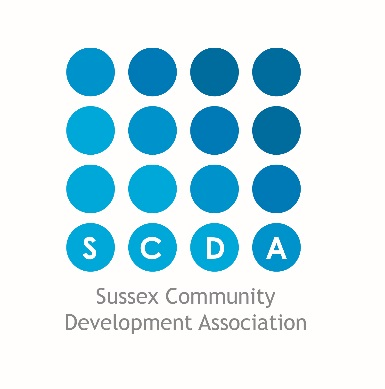 S C D A
Sussex Community
Development Association